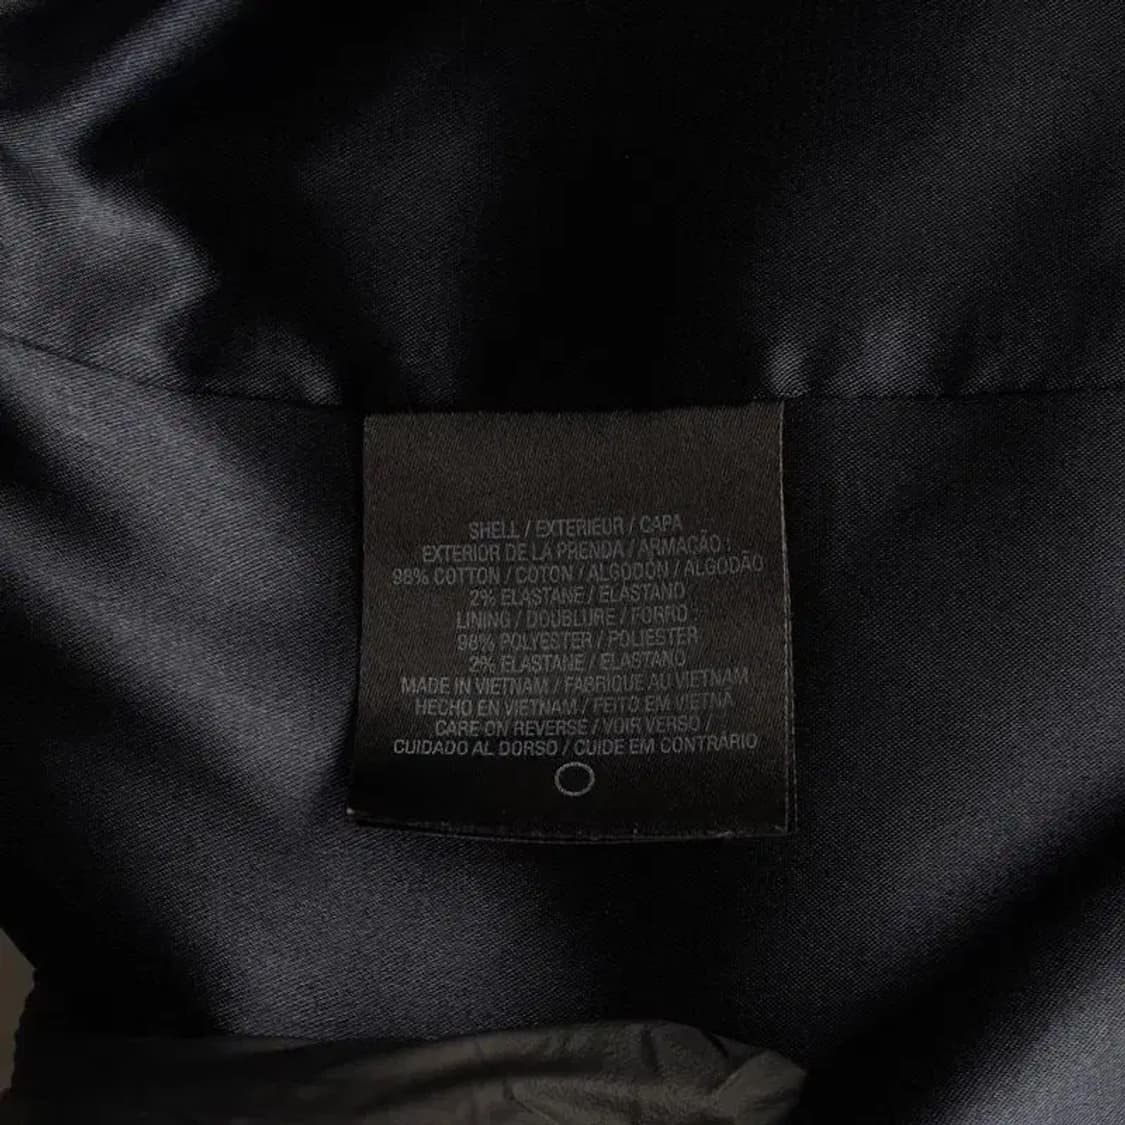 SHELL / EXTERIEUR / CAPA
EXTERIOR DE LA PRENDA / ARMAÇÃO :
98% COTTON / COTON / ALGODÓN / ALGODÃO
2% ELASTANE / ELASTANO
LINING / DOUBLURE / FORRO :
98% POLYESTER / POLIESTER
2% ELASTANE / ELASTANO
MADE IN VIETNAM / FABRIQUE AU VIETNAM
HECHO EN VIETNAM / FEITO EM VIETNA
CARE ON REVERSE / VOIR VERSO /
CUIDADO AL DORSO / CUIDE EM CONTRÁRIO